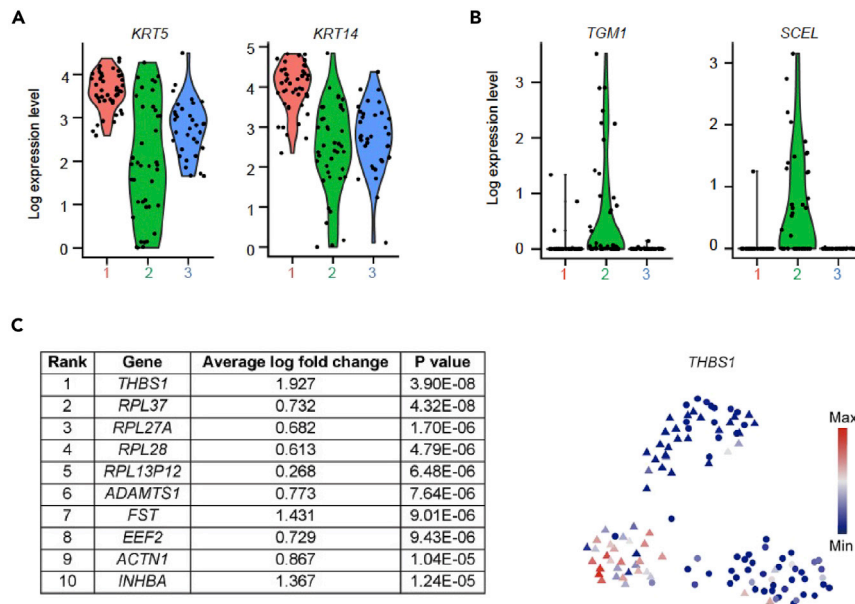 A
KRT5
KRT14
Log expression level
4
3
2
1
0
1 2 3
5
4
3
2
1
0
1 2 3
B
TGM1
SCEL
Log expression level
3
2
1
0
1 2 3
3
2
1
0
1 2 3
C
Rank Gene Average log fold change P value
1 THBS1 1.927 3.90E-08
2 RPL37 0.732 4.32E-08
3 RPL27A 0.682 1.70E-06
4 RPL28 0.613 4.79E-06
5 RPL13P12 0.268 6.48E-06
6 ADAMTS1 0.773 7.64E-06
7 FST 1.431 9.01E-06
8 EEF2 0.729 9.43E-06
9 ACTN1 0.867 1.04E-05
10 INHBA 1.367 1.24E-05
THBS1
Max
Min